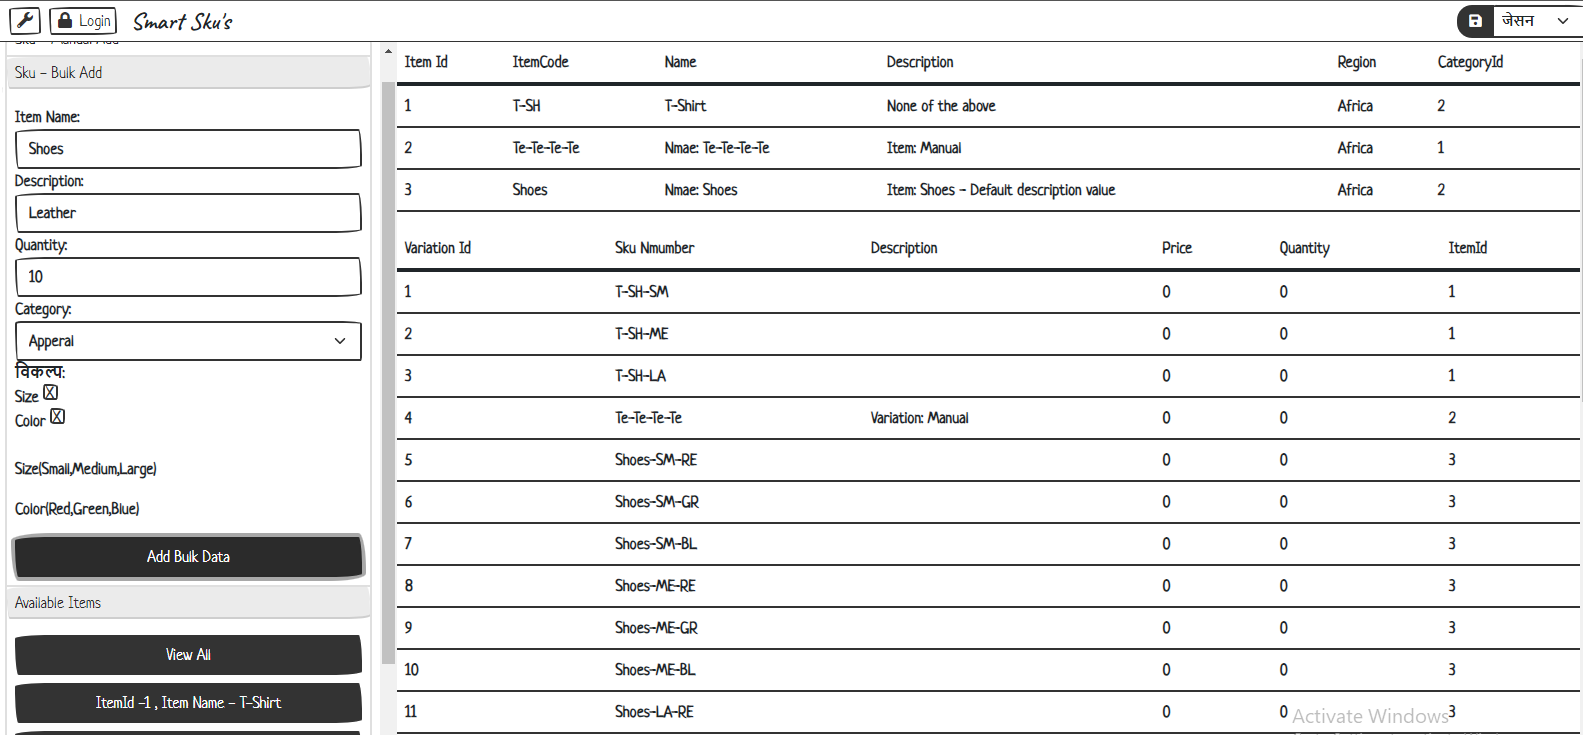 Login Smart Sku's जेसन
Sku - Manual Add
Sku - Bulk Add
Item Name:
Shoes
Description:
Leather
Quantity:
10
Category:
Apperal
विकल्प:
Size
Color
Size(Small,Medium,Large)
Color(Red,Green,Blue)
Add Bulk Data
Available Items
View All
ItemId -1 , Item Name - T-Shirt
Item Id ItemCode Name Description Region CategoryId
1 T-SH T-Shirt None of the above Africa 2
2 Te-Te-Te-Te Nmae: Te-Te-Te-Te Item: Manual Africa 1
3 Shoes Nmae: Shoes Item: Shoes - Default description value Africa 2
Variation Id Sku Nmumber Description Price Quantity ItemId
1 T-SH-SM 0 0 1
2 T-SH-ME 0 0 1
3 T-SH-LA 0 0 1
4 Te-Te-Te-Te Variation: Manual 0 0 2
5 Shoes-SM-RE 0 0 3
6 Shoes-SM-GR 0 0 3
7 Shoes-SM-BL 0 0 3
8 Shoes-ME-RE 0 0 3
9 Shoes-ME-GR 0 0 3
10 Shoes-ME-BL 0 0 3
11 Shoes-LA-RE 0 0 3
Activate Windows